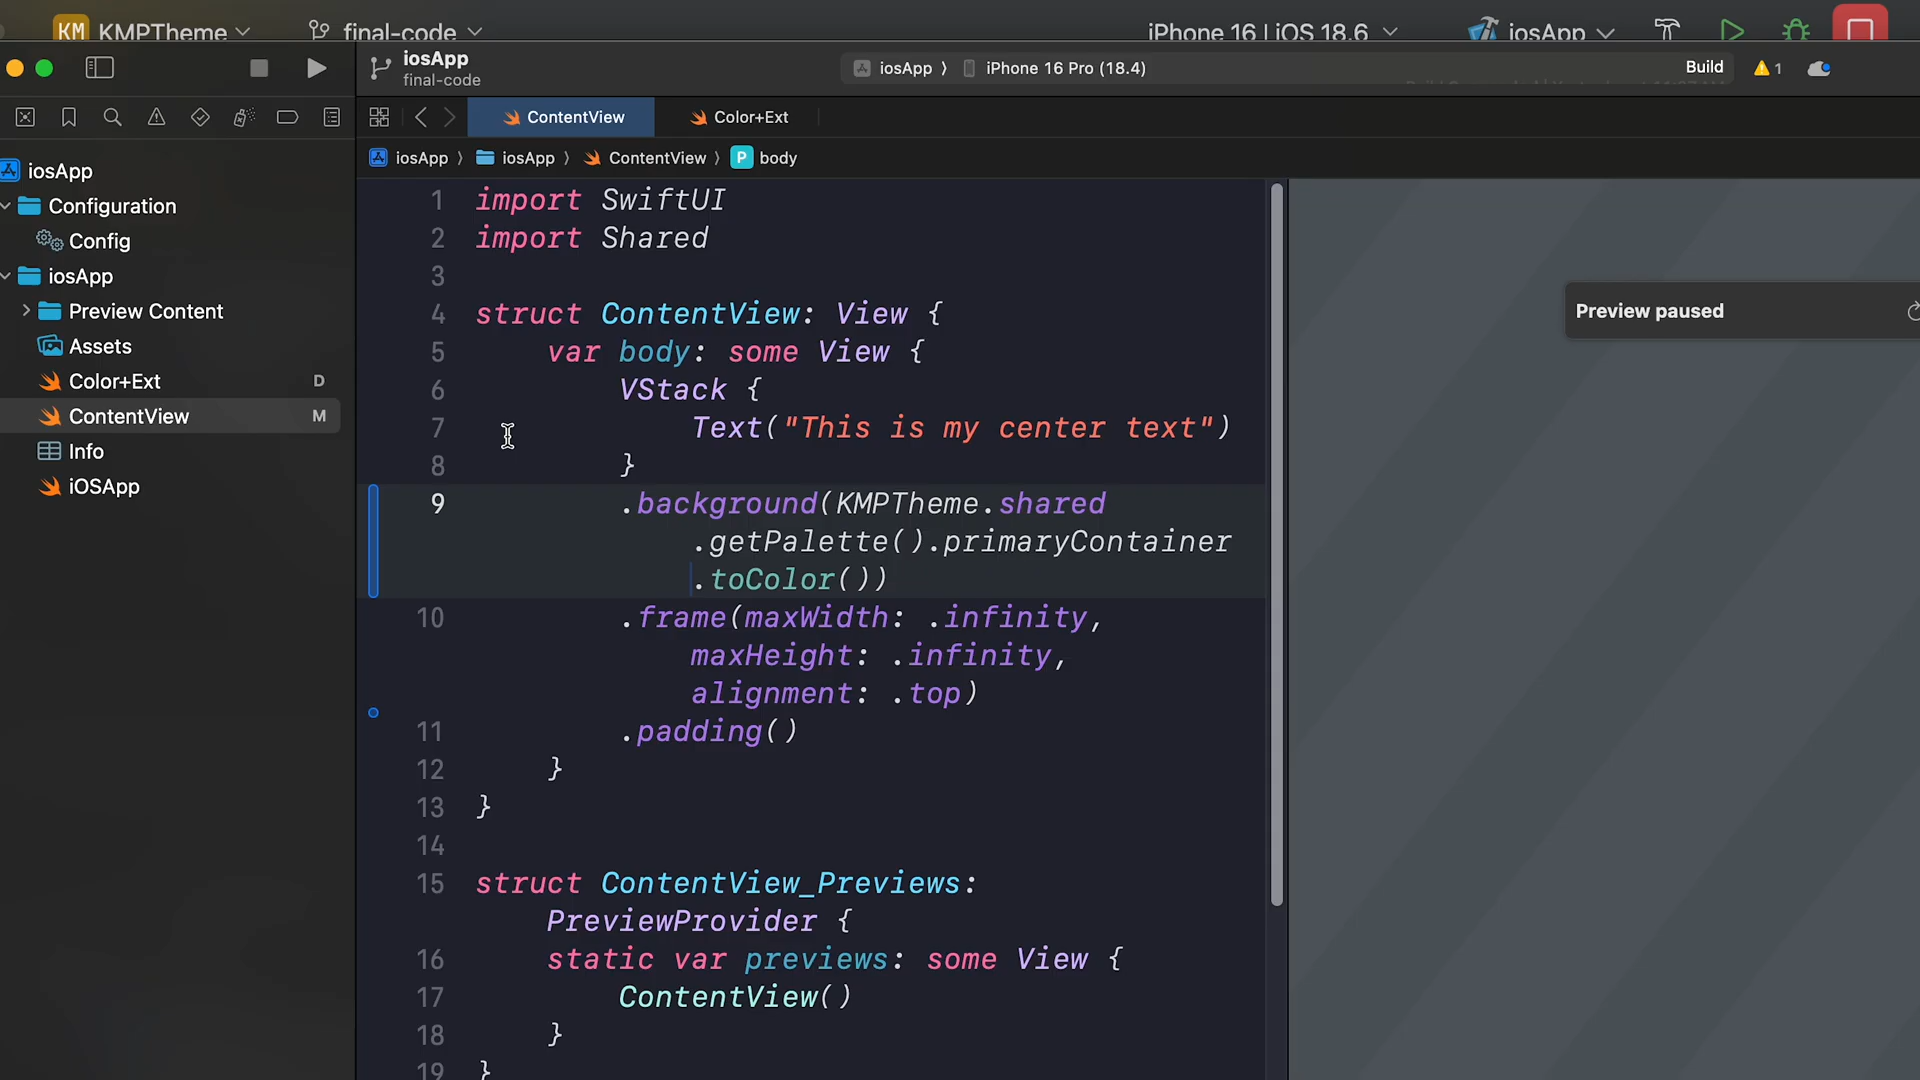 KM KMPTheme
final-code
iPhone 16 | iOS 18.6
iosApp
iosApp
final-code
iosApp
iPhone 16 Pro (18.4)
Build
1
ContentView
Color+Ext
iosApp
iosApp
ContentView
P
body
iosApp
Configuration
Config
iosApp
Preview Content
Assets
Color+Ext D
ContentView M
Info
iOSApp
1 import SwiftUI
2 import Shared
3
4 struct ContentView: View {
5 var body: some View {
6 VStack {
7 Text("This is my center text")
8 }
9 .background(KMPTheme.shared
.getPalette().primaryContainer
.toColor())
10 .frame(maxWidth: .infinity,
maxHeight: .infinity,
alignment: .top)
11 .padding()
12 }
13 }
14
15 struct ContentView_Previews:
PreviewProvider {
16 static var previews: some View {
17 ContentView()
18 }
19 }
Preview paused